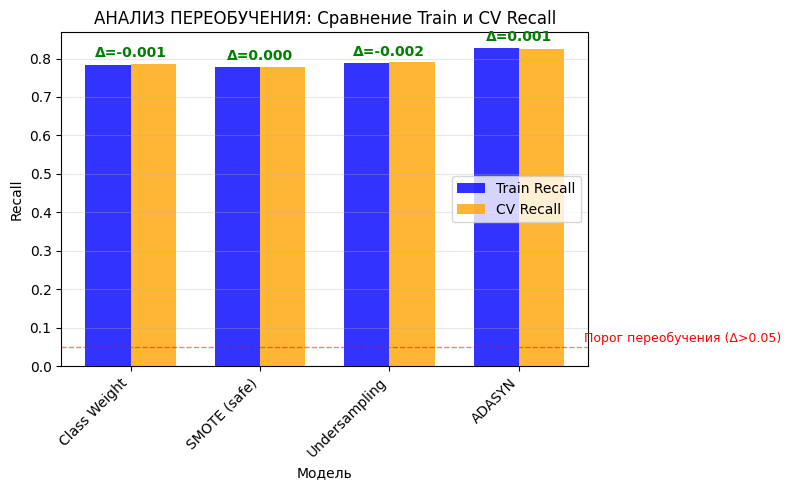 АНАЛИЗ ПЕРЕОБУЧЕНИЯ: Сравнение Train и CV Recall
Δ=-0.001
Δ=0.000
Δ=-0.002
Δ=0.001
0.8
0.7
0.6
0.5
0.4
0.3
0.2
0.1
0.0
Recall
Train Recall
CV Recall
Порог переобучения (Δ>0.05)
Class Weight
SMOTE (safe)
Undersampling
ADASYN
Модель